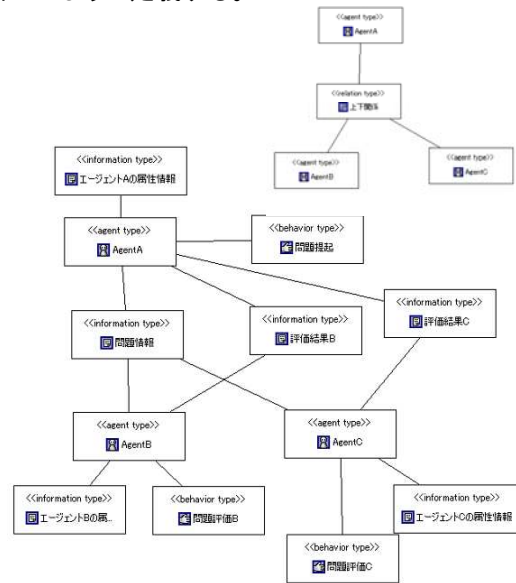 <<agent type>>
AgentA
<<relation type>>
上下関係
<<agent type>>
AgentB
<<agent type>>
AgentC
<<information type>>
エージェントAの属性情報
<<agent type>>
AgentA
<<behavior type>>
問題提起
<<information type>>
問題情報
<<information type>>
評価結果B
<<information type>>
評価結果C
<<agent type>>
AgentB
<<agent type>>
AgentC
<<information type>>
エージェントBの属...
<<behavior type>>
問題評価B
<<information type>>
エージェントCの属性情報
<<behavior type>>
問題評価C